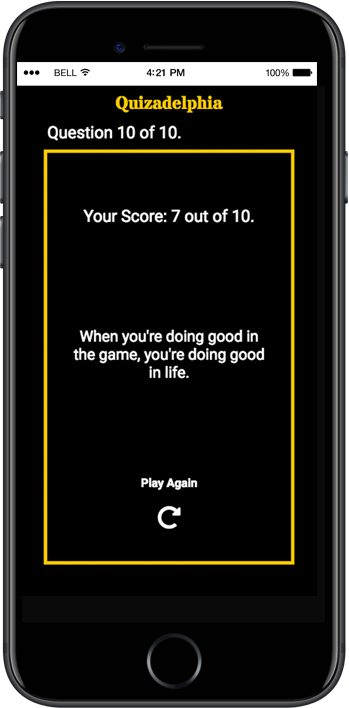 ●●● BELL 4:21 PM 100%
Quizadelphia
Question 10 of 10.
Your Score: 7 out of 10.
When you're doing good in
the game, you're doing good
in life.
Play Again